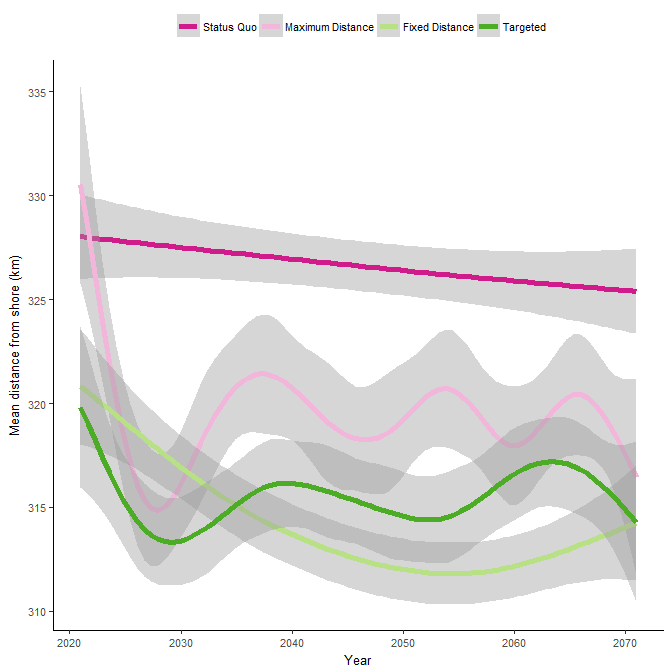 Status Quo Maximum Distance Fixed Distance Targeted
Mean distance from shore (km)
335
330
325
320
315
310
2020 2030 2040 2050 2060 2070
Year